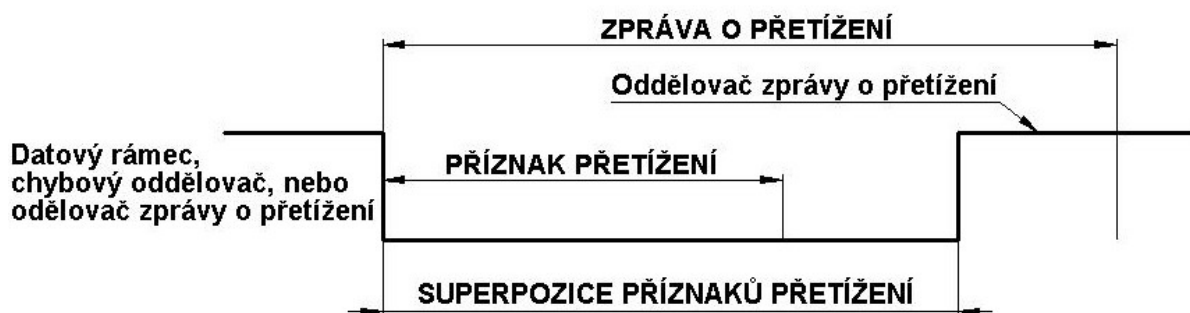 ZPRÁVA O PŘETÍŽENÍ
Oddělovač zprávy o přetížení
Datový rámec,
chybový oddělovač, nebo
odělovač zprávy o přetížení
PŘÍZNAK PŘETÍŽENÍ
SUPERPOZICE PŘÍZNAKŮ PŘETÍŽENÍ